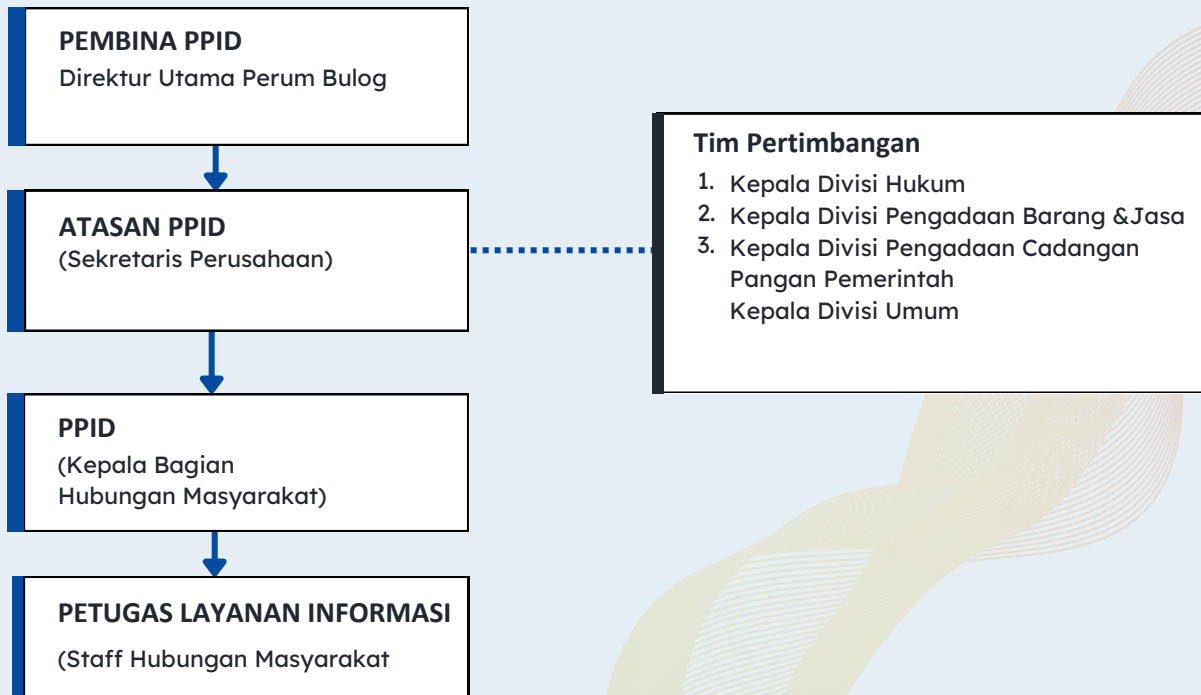 PEMBINA PPID
Direktur Utama Perum Bulog
ATASAN PPID
(Sekretaris Perusahaan)
Tim Pertimbangan
1. Kepala Divisi Hukum
2. Kepala Divisi Pengadaan Barang &Jasa
3. Kepala Divisi Pengadaan Cadangan
Pangan Pemerintah
Kepala Divisi Umum
PPID
(Kepala Bagian
Hubungan Masyarakat)
PETUGAS LAYANAN INFORMASI
(Staff Hubungan Masyarakat